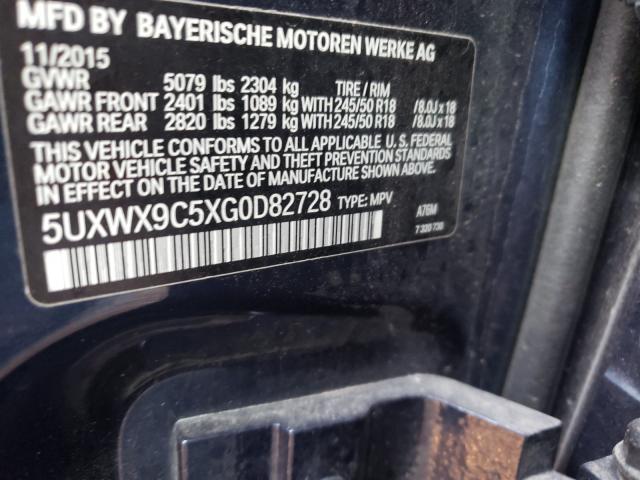 MFD BY BAYERISCHE MOTOREN WERKE AG
11/2015
GVWR 5079 lbs 2304 kg TIRE / RIM
GAWR FRONT 2401 lbs 1089 kg WITH 245/50 R18 /8.0J x 18
GAWR REAR 2820 lbs 1279 kg WITH 245/50 R18 /8.0J x 18
THIS VEHICLE CONFORMS TO ALL APPLICABLE U. S. FEDERAL
MOTOR VEHICLE SAFETY AND THEFT PREVENTION STANDARDS
IN EFFECT ON THE DATE OF MANUFACTURE SHOWN ABOVE.
5UXWX9C5XG0D82728 TYPE: MPV A76M
7 320 730